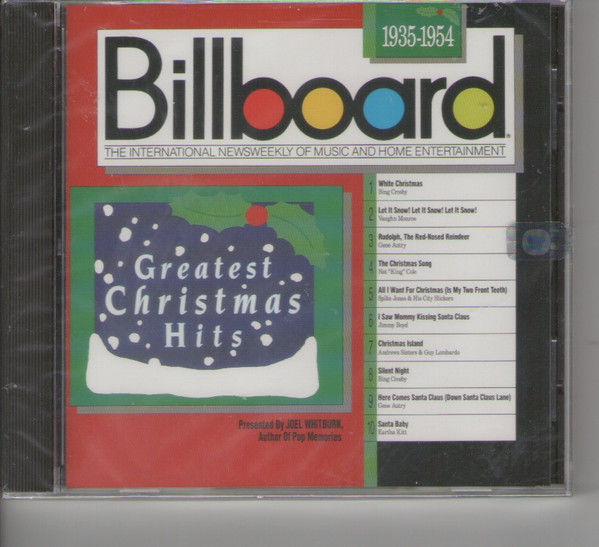 1935-1954
Billboard®
THE INTERNATIONAL NEWSWEEKLY OF MUSIC AND HOME ENTERTAINMENT
Greatest
Christmas
Hits
Presented By JOEL WHITBURN,
Author Of Pop Memories
1 White Christmas
Bing Crosby
2 Let It Snow! Let It Snow! Let It Snow!
Vaughn Monroe
3 Rudolph, The Red-Nosed Reindeer
Gene Autry
4 The Christmas Song
Nat "King" Cole
5 All I Want For Christmas (Is My Two Front Teeth)
Spike Jones & His City Slickers
6 I Saw Mommy Kissing Santa Claus
Jimmy Boyd
7 Christmas Island
Andrews Sisters & Guy Lombardo
8 Silent Night
Bing Crosby
9 Here Comes Santa Claus (Down Santa Claus Lane)
Gene Autry
10 Santa Baby
Eartha Kitt